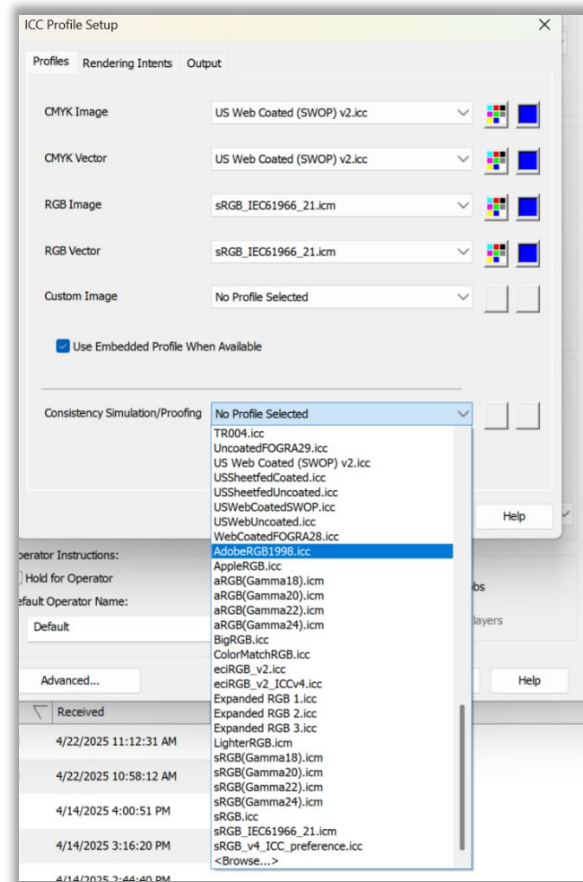 ICC Profile Setup
Profiles Rendering Intents Output
CMYK Image US Web Coated (SWOP) v2.icc
CMYK Vector US Web Coated (SWOP) v2.icc
RGB Image sRGB_IEC61966_21.icm
RGB Vector sRGB_IEC61966_21.icm
Custom Image No Profile Selected
Use Embedded Profile When Available
Consistency Simulation/Proofing No Profile Selected
TR004.icc
UncoatedFOGRA29.icc
US Web Coated (SWOP) v2.icc
USSheetfedCoated.icc
USSheetfedUncoated.icc
USWebCoatedSWOP.icc
USWebUncoated.icc
WebCoatedFOGRA28.icc
Help
AdobeRGB1998.icc
perator Instructions:
AppleRGB.icc
Hold for Operator
aRGB(Gamma18).icm
obs
aRGB(Gamma20).icm
efault Operator Name:
aRGB(Gamma22).icm
aRGB(Gamma24).icm
Default
layers
BigRGB.icc
ColorMatchRGB.icc
eciRGB_v2.icc
Advanced...
Help
eciRGB_v2_ICCv4.icc
Expanded RGB 1.icc
Received
Expanded RGB 2.icc
Expanded RGB 3.icc
4/22/2025 11:12:31 AM
LighterRGB.icm
sRGB(Gamma18).icm
4/22/2025 10:58:12 AM
sRGB(Gamma20).icm
sRGB(Gamma22).icm
4/14/2025 4:00:51 PM
sRGB(Gamma24).icm
sRGB.icc
sRGB_IEC61966_21.icm
4/14/2025 3:16:20 PM
sRGB_v4_ICC_preference.icc
<Browse...>
4/14/2025 2:44:40 PM